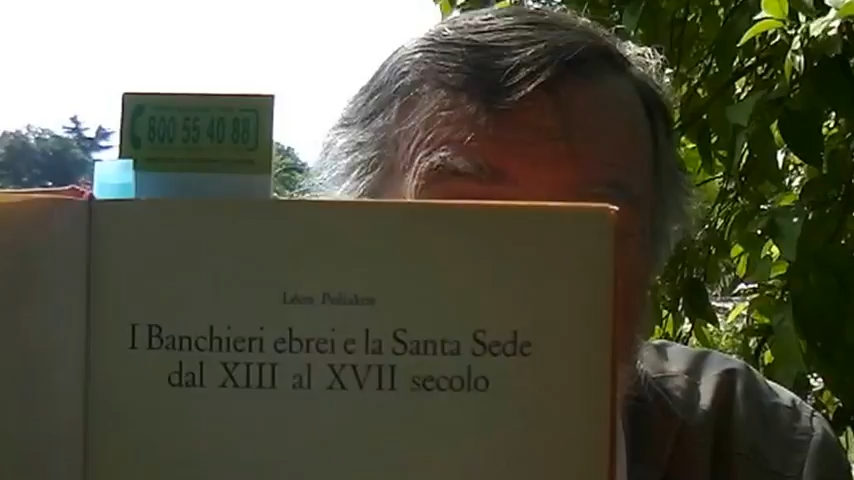 800 55 40 88
Léon Poliakov
I Banchieri ebrei e la Santa Sede
dal XIII al XVII secolo